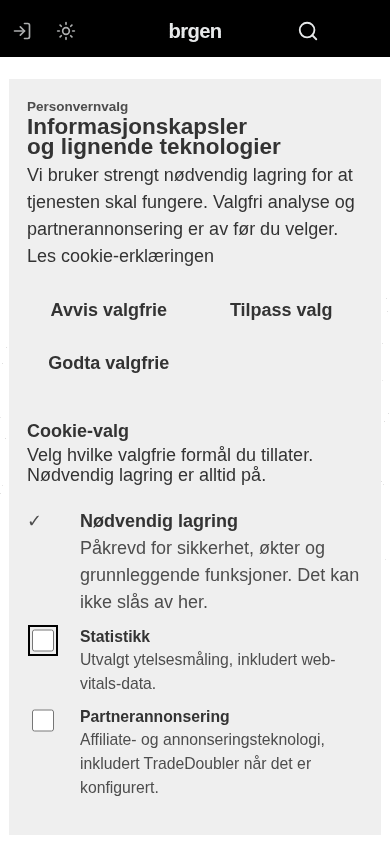 brgen
Personvernvalg
Informasjonskapsler
og lignende teknologier
Vi bruker strengt nødvendig lagring for at
tjenesten skal fungere. Valgfri analyse og
partnerannonsering er av før du velger.
Les cookie-erklæringen
Avvis valgfrie
Tilpass valg
Godta valgfrie
Cookie-valg
Velg hvilke valgfrie formål du tillater.
Nødvendig lagring er alltid på.
✓ Nødvendig lagring
Påkrevd for sikkerhet, økter og
grunnleggende funksjoner. Det kan
ikke slås av her.
Statistikk
Utvalgt ytelsesmåling, inkludert web-
vitals-data.
Partnerannonsering
Affiliate- og annonseringsteknologi,
inkludert TradeDoubler når det er
konfigurert.